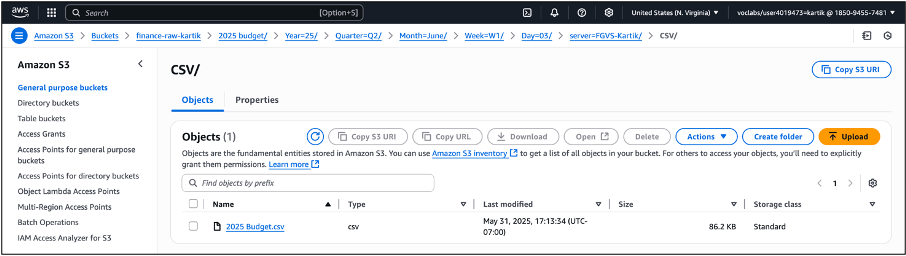 aws
Search
[Option+S]
United States (N. Virginia)
voclabs/user4019473=kartik @ 1850-9455-7481
Amazon S3 > Buckets > finance-raw-kartik > 2025 budget/ > Year=25/ > Quarter=Q2/ > Month=June/ > Week=W1/ > Day=03/ > server=FGVS-Kartik/ > CSV/
Amazon S3
General purpose buckets
Directory buckets
Table buckets
Access Grants
Access Points for general purpose
buckets
Access Points for directory buckets
Object Lambda Access Points
Multi-Region Access Points
Batch Operations
IAM Access Analyzer for S3
CSV/
Copy S3 URI
Objects
Properties
Objects (1)
Copy S3 URI
Copy URL
Download
Open
Delete
Actions
Create folder
Upload
Objects are the fundamental entities stored in Amazon S3. You can use Amazon S3 inventory to get a list of all objects in your bucket. For others to access your objects, you'll need to explicitly
grant them permissions. Learn more
Find objects by prefix
1
Name
Type
Last modified
Size
Storage class
2025 Budget.csv
csv
May 31, 2025, 17:13:34 (UTC-
07:00)
86.2 KB
Standard